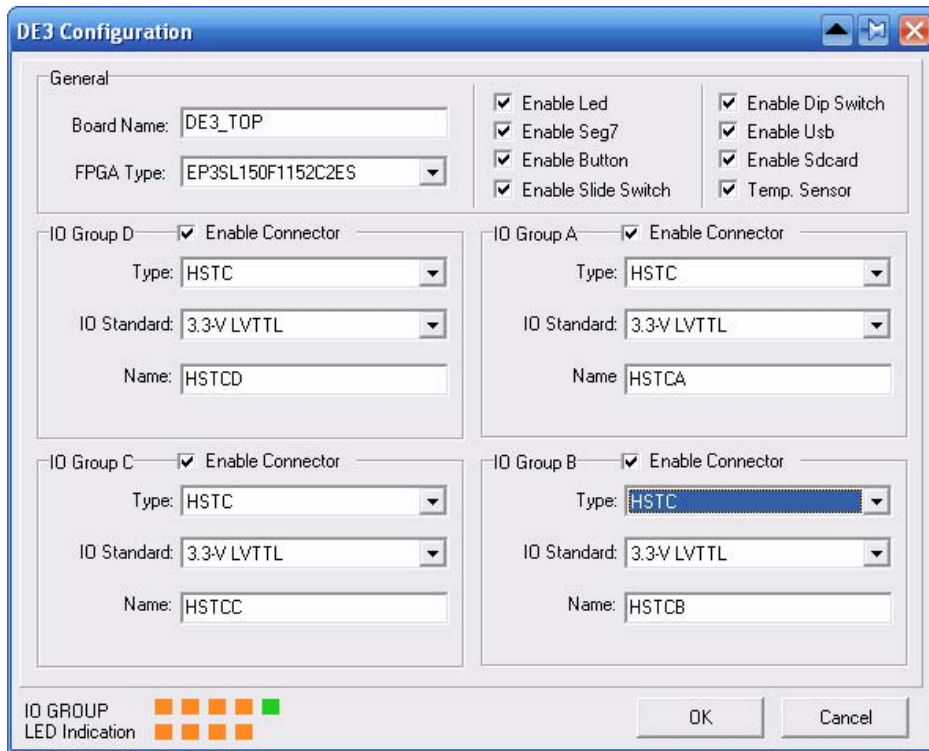 DE3 Configuration
General
Board Name: DE3_TOP
FPGA Type: EP3SL150F1152C2ES
Enable Led
Enable Seg7
Enable Button
Enable Slide Switch
Enable Dip Switch
Enable Usb
Enable Sdcard
Temp. Sensor
IO Group D Enable Connector
Type: HSTC
IO Standard: 3.3-V LVTTL
Name: HSTCD
IO Group A Enable Connector
Type: HSTC
IO Standard: 3.3-V LVTTL
Name HSTCA
IO Group C Enable Connector
Type: HSTC
IO Standard: 3.3-V LVTTL
Name: HSTCC
IO Group B Enable Connector
Type: HSTC
IO Standard: 3.3-V LVTTL
Name: HSTCB
IO GROUP
LED Indication
OK
Cancel